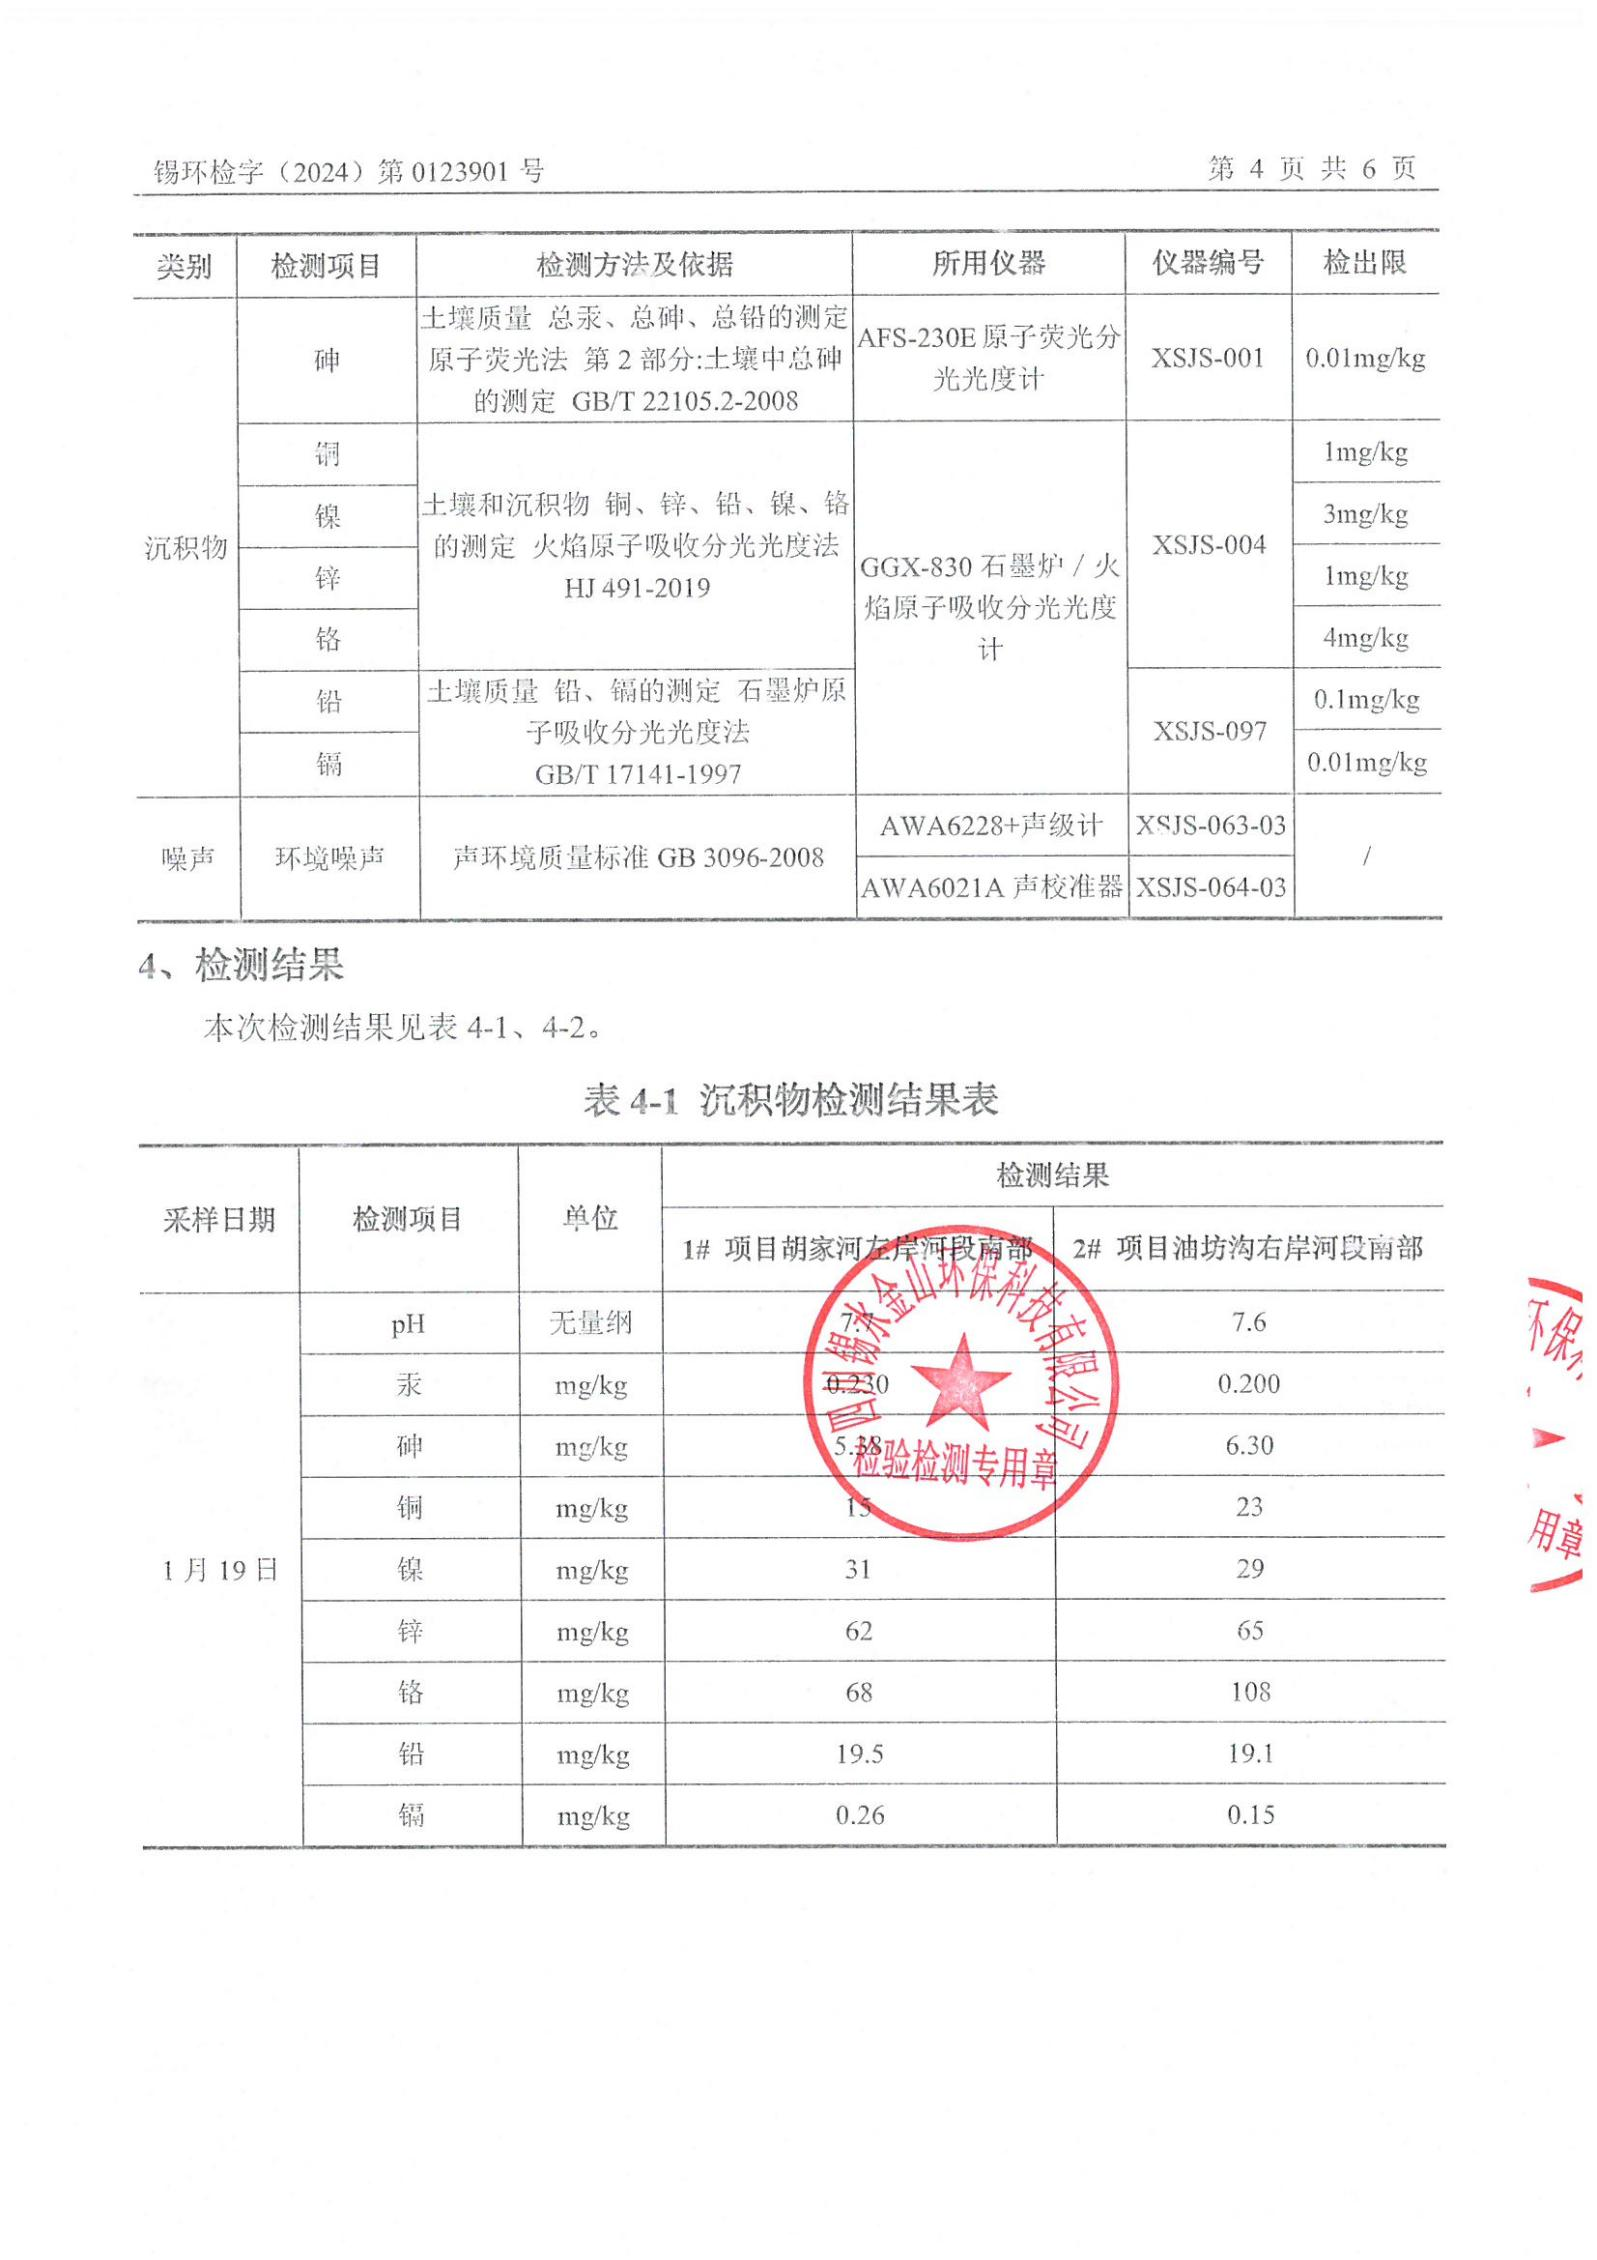 锡环检字（2024）第 0123901 号
第 4 页 共 6 页
类别 检测项目 检测方法及依据 所用仪器 仪器编号 检出限
沉积物
砷
土壤质量 总汞、总砷、总铅的测定
原子荧光法 第 2 部分:土壤中总砷
的测定 GB/T 22105.2-2008
AFS-230E 原子荧光分
光光度计
XSJS-001
0.01mg/kg
铜
镍
锌
铬
土壤和沉积物 铜、锌、铅、镍、铬
的测定 火焰原子吸收分光光度法
HJ 491-2019
GGX-830 石墨炉 / 火
焰原子吸收分光光度
计
XSJS-004
1mg/kg
3mg/kg
1mg/kg
4mg/kg
铅
镉
土壤质量 铅、镉的测定 石墨炉原
子吸收分光光度法
GB/T 17141-1997
XSJS-097
0.1mg/kg
0.01mg/kg
噪声
环境噪声
声环境质量标准 GB 3096-2008
AWA6228+声级计 XSJS-063-03
AWA6021A 声校准器 XSJS-064-03
/
4、检测结果
本次检测结果见表 4-1、4-2。
表 4-1 沉积物检测结果表
采样日期 检测项目 单位 检测结果
1# 项目胡家河左岸河段南部 2# 项目油坊沟右岸河段南部
1 月 19 日
pH 无量纲 7.7 7.6
汞 mg/kg 0.230 0.200
砷 mg/kg 5.38 6.30
铜 mg/kg 15 23
镍 mg/kg 31 29
锌 mg/kg 62 65
铬 mg/kg 68 108
铅 mg/kg 19.5 19.1
镉 mg/kg 0.26 0.15
四川锡水金山环保科技有限公司
检验检测专用章
环保
用章